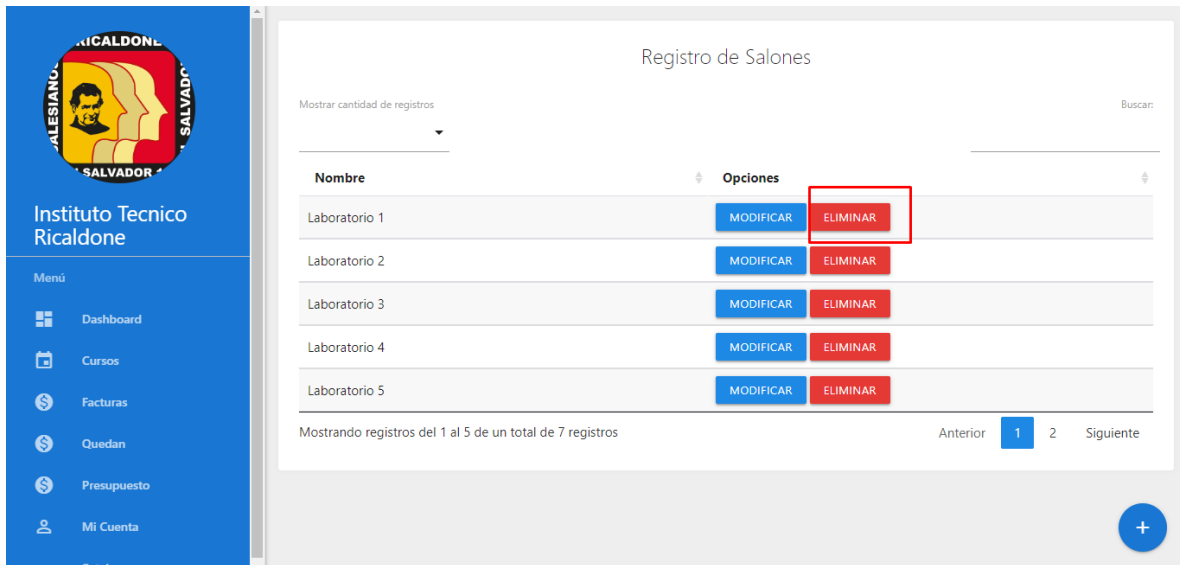 RICALDONE
SALESIANOS
SALVADOR
SALVADOR
Instituto Tecnico
Ricaldone
Menú
Dashboard
Cursos
Facturas
Quedan
Presupuesto
Mi Cuenta
Registro de Salones
Mostrar cantidad de registros
Buscar:
Nombre Opciones
Laboratorio 1 MODIFICAR ELIMINAR
Laboratorio 2 MODIFICAR ELIMINAR
Laboratorio 3 MODIFICAR ELIMINAR
Laboratorio 4 MODIFICAR ELIMINAR
Laboratorio 5 MODIFICAR ELIMINAR
Mostrando registros del 1 al 5 de un total de 7 registros
Anterior 1 2 Siguiente
+